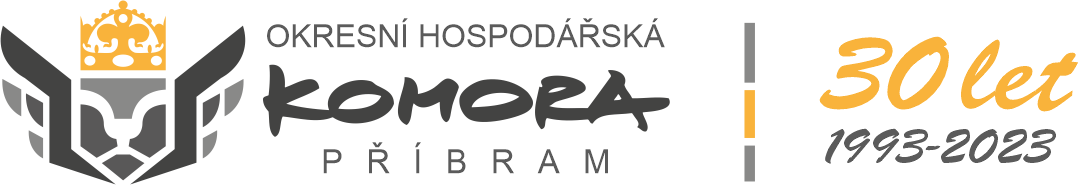 OKRESNÍ HOSPODÁŘSKÁ
KOMORA
PŘÍBRAM
30 let
1993-2023